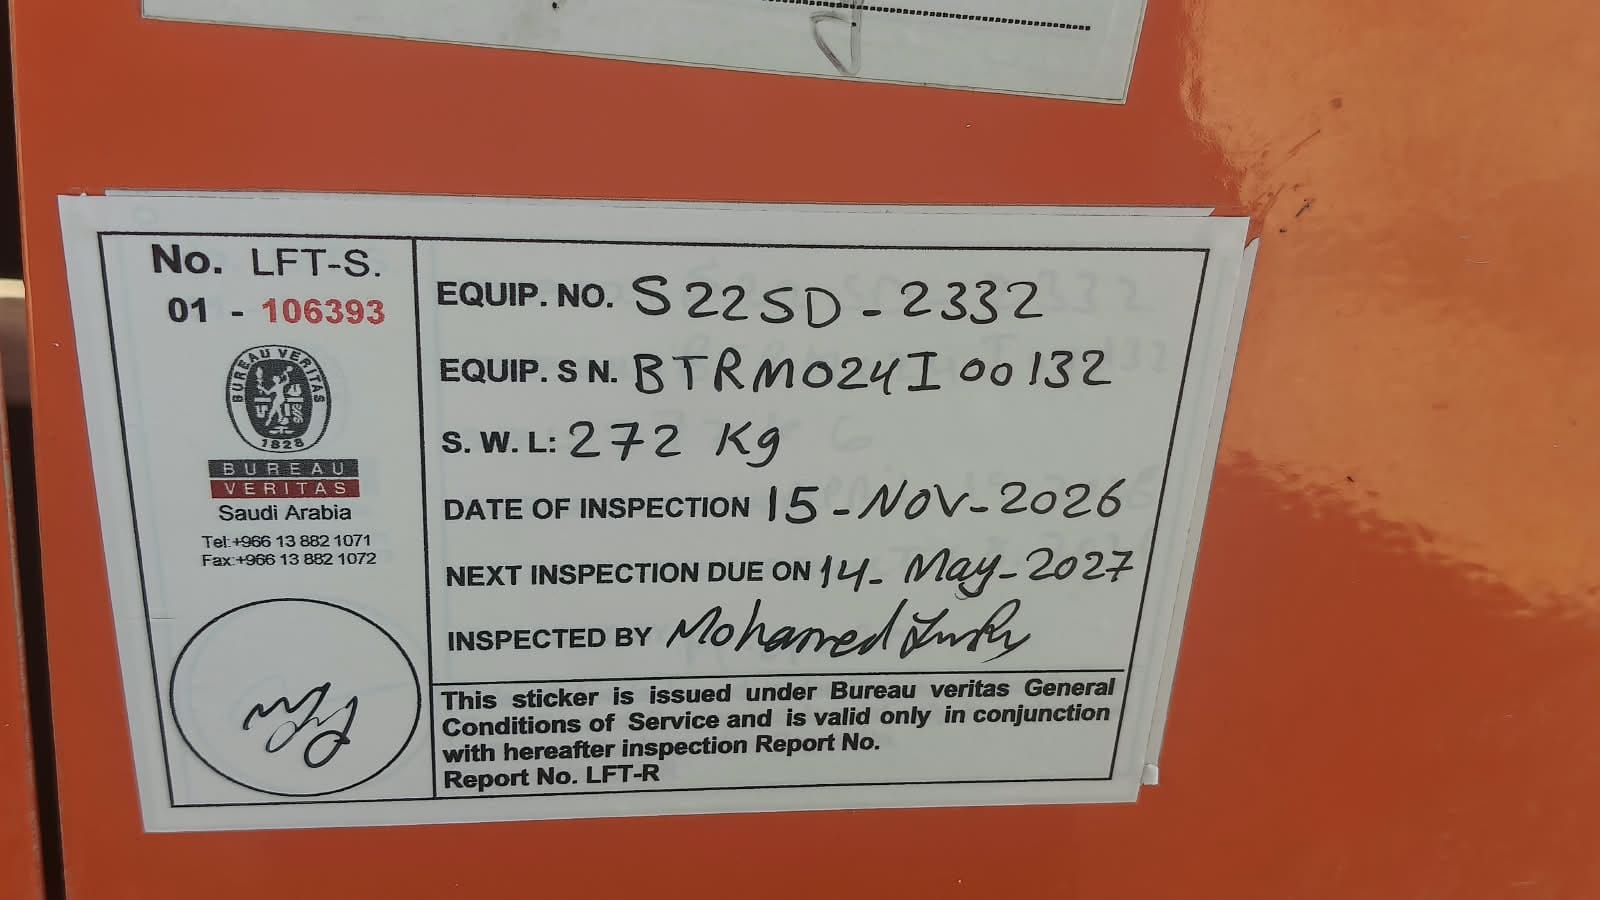 No. LFT-S.
01 - 106393
BUREAU VERITAS
1828
BUREAU
VERITAS
Saudi Arabia
Tel:+966 13 882 1071
Fax:+966 13 882 1072
EQUIP. NO. S22SD-2332
EQUIP. S N. BTRM024I00132
S. W. L: 272 Kg
DATE OF INSPECTION 15-NOV-2026
NEXT INSPECTION DUE ON 14-May-2027
INSPECTED BY Mohamed
This sticker is issued under Bureau veritas General
Conditions of Service and is valid only in conjunction
with hereafter inspection Report No.
Report No. LFT-R